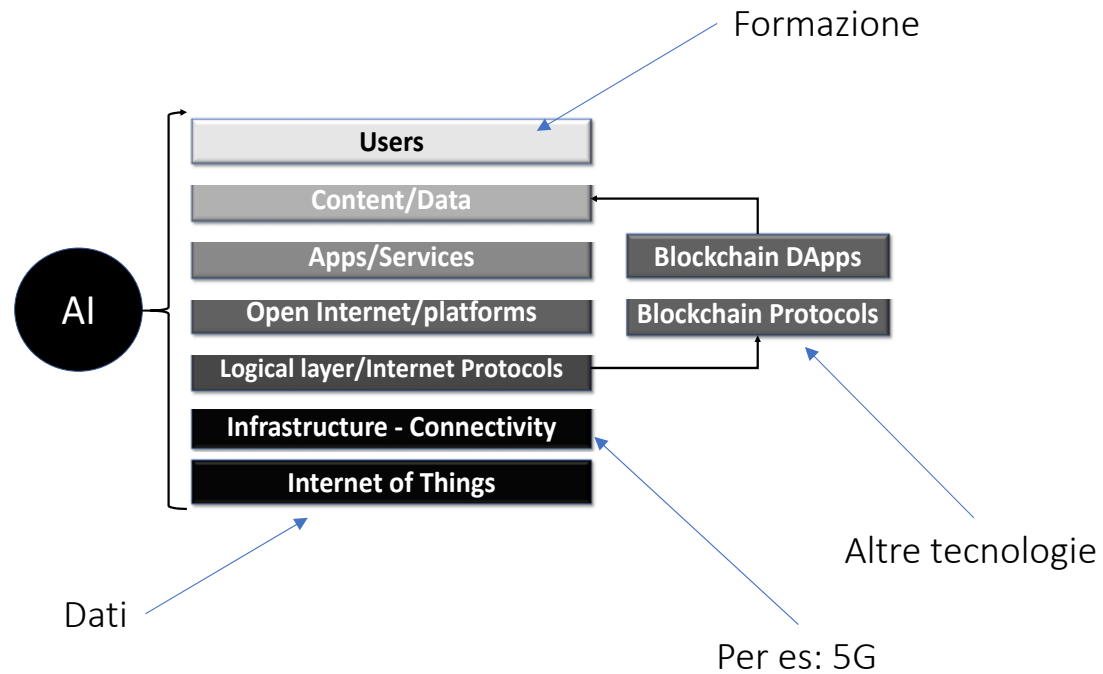 Formazione
Users
Content/Data
Apps/Services
Blockchain DApps
AI
Open Internet/platforms
Blockchain Protocols
Logical layer/Internet Protocols
Infrastructure - Connectivity
Internet of Things
Altre tecnologie
Dati
Per es: 5G